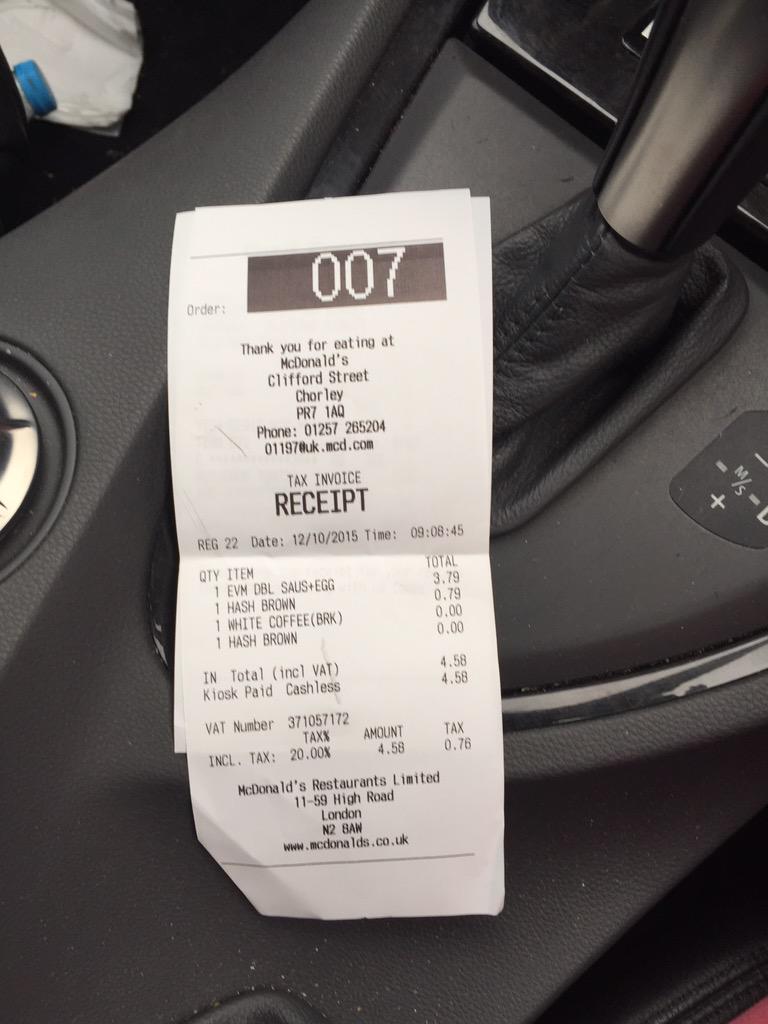 007
Order:
Thank you for eating at
McDonald's
Clifford Street
Chorley
PR7 1AQ
Phone: 01257 265204
01197@uk.mcd.com
TAX INVOICE
RECEIPT
REG 22 Date: 12/10/2015 Time: 09:08:45
QTY ITEM TOTAL
1 EVM DBL SAUS+EGG 3.79
1 HASH BROWN 0.79
1 WHITE COFFEE(BRK) 0.00
1 HASH BROWN 0.00
IN Total (incl VAT) 4.58
Kiosk Paid Cashless 4.58
VAT Number 371057172
TAX% AMOUNT TAX
INCL. TAX: 20.00% 4.58 0.76
McDonald's Restaurants Limited
11-59 High Road
London
N2 8AW
www.mcdonalds.co.uk
- M/S - D
+